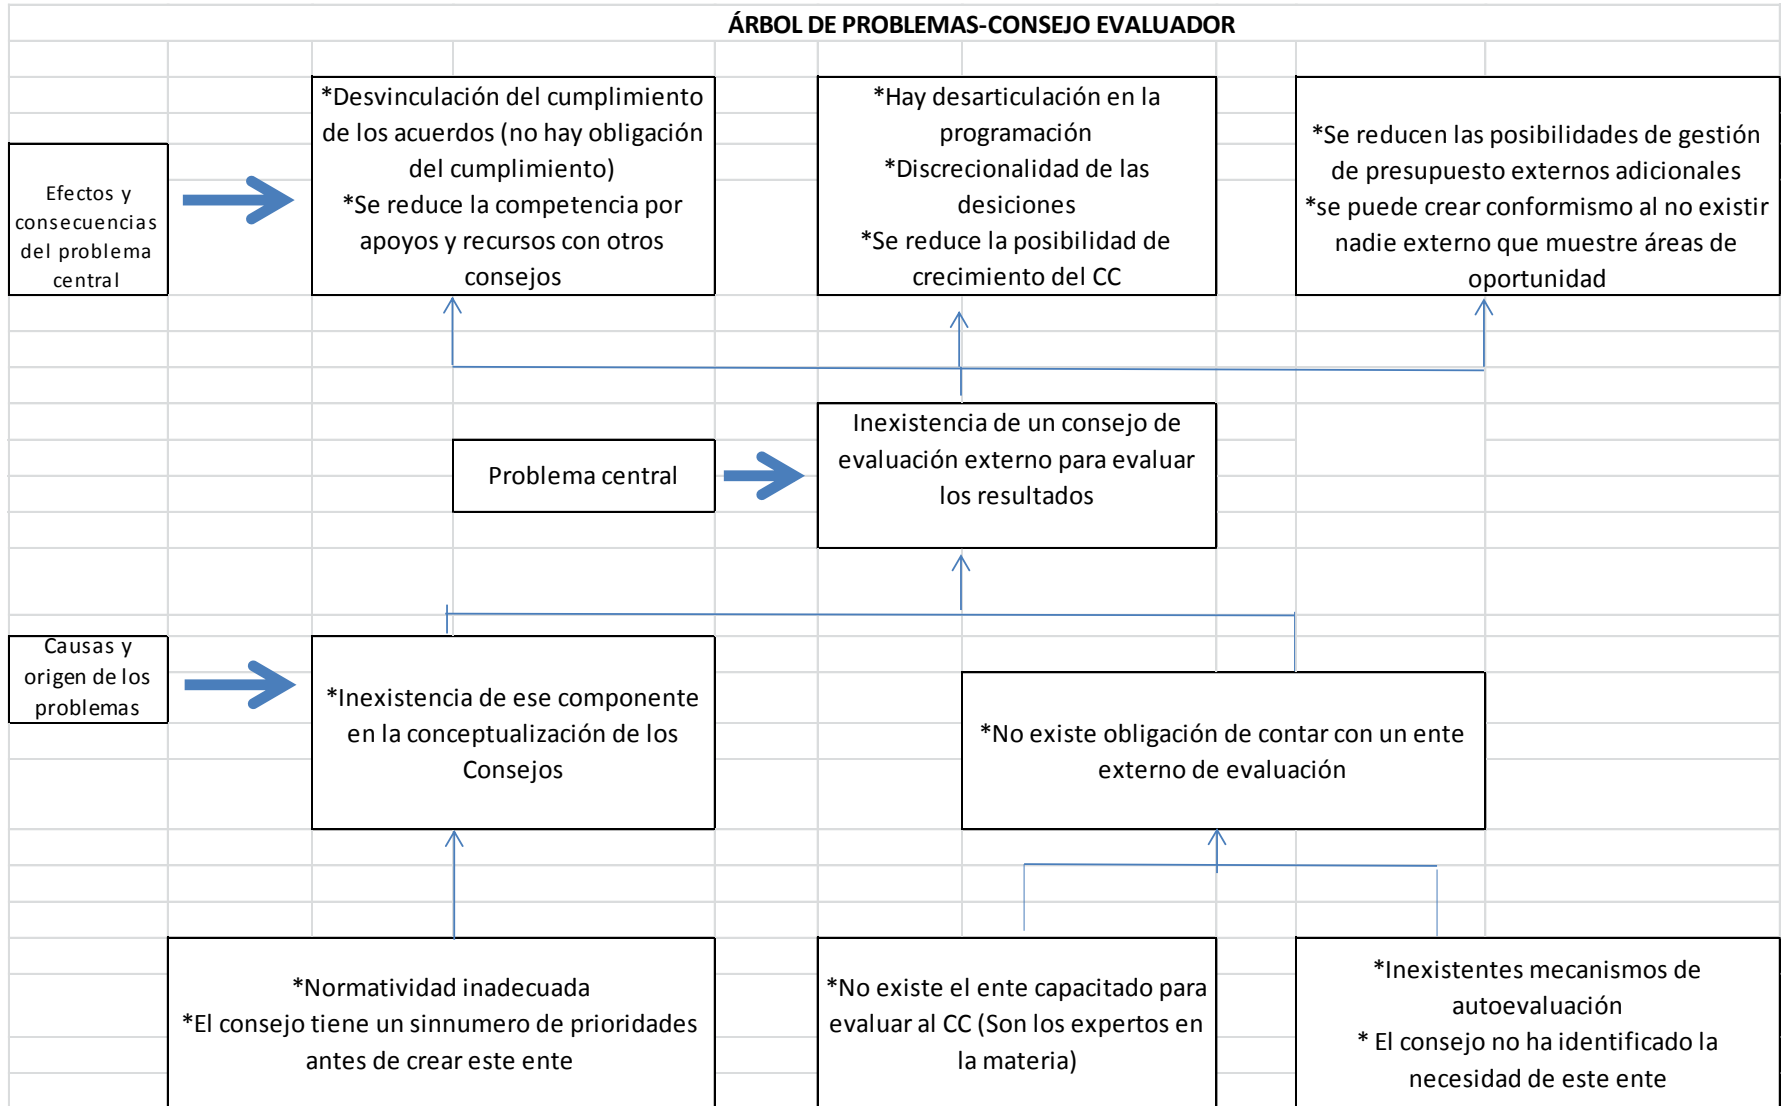 ÁRBOL DE PROBLEMAS-CONSEJO EVALUADOR
Efectos y
consecuencias
del problema
central
*Desvinculación del cumplimiento
de los acuerdos (no hay obligación
del cumplimiento)
*Se reduce la competencia por
apoyos y recursos con otros
consejos
*Hay desarticulación en la
programación
*Discrecionalidad de las
desiciones
*Se reduce la posibilidad de
crecimiento del CC
*Se reducen las posibilidades de gestión
de presupuesto externos adicionales
*se puede crear conformismo al no existir
nadie externo que muestre áreas de
oportunidad
Problema central
Inexistencia de un consejo de
evaluación externo para evaluar
los resultados
Causas y
origen de los
problemas
*Inexistencia de ese componente
en la conceptualización de los
Consejos
*No existe obligación de contar con un ente
externo de evaluación
*Normatividad inadecuada
*El consejo tiene un sinnumero de prioridades
antes de crear este ente
*No existe el ente capacitado para
evaluar al CC (Son los expertos en
la materia)
*Inexistentes mecanismos de
autoevaluación
* El consejo no ha identificado la
necesidad de este ente